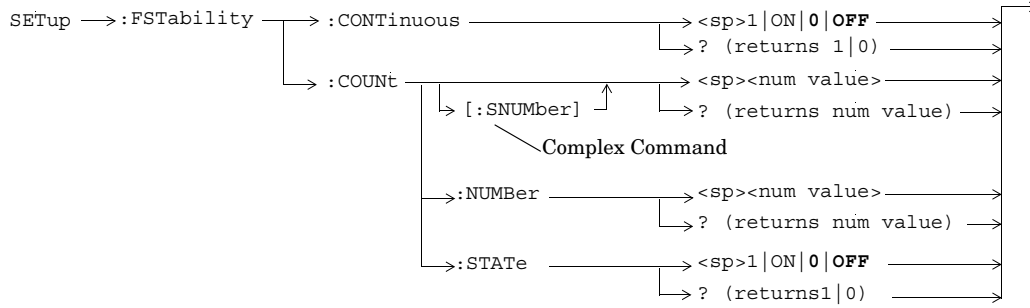 SETup :FSTability :CONTinuous <sp>1|ON|0|OFF
? (returns 1|0)
:COUNt <sp><num value>
[:SNUMber] ? (returns num value)
Complex Command
:NUMBer <sp><num value>
? (returns num value)
:STATe <sp>1|ON|0|OFF
? (returns1|0)